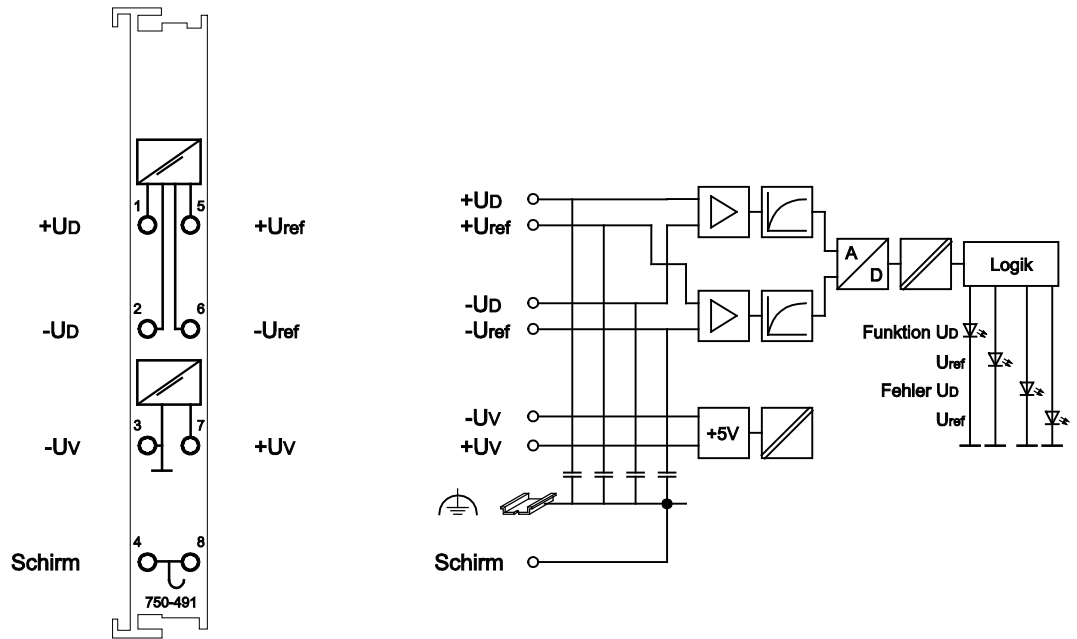 1 5
+UD +Uref
2 6
-UD -Uref
3 7
-UV +UV
4 8
Schirm
750-491
+UD
+Uref
-UD
-Uref
-UV
+UV
Schirm
+5V
A
D
Logik
Funktion UD
Uref
Fehler UD
Uref